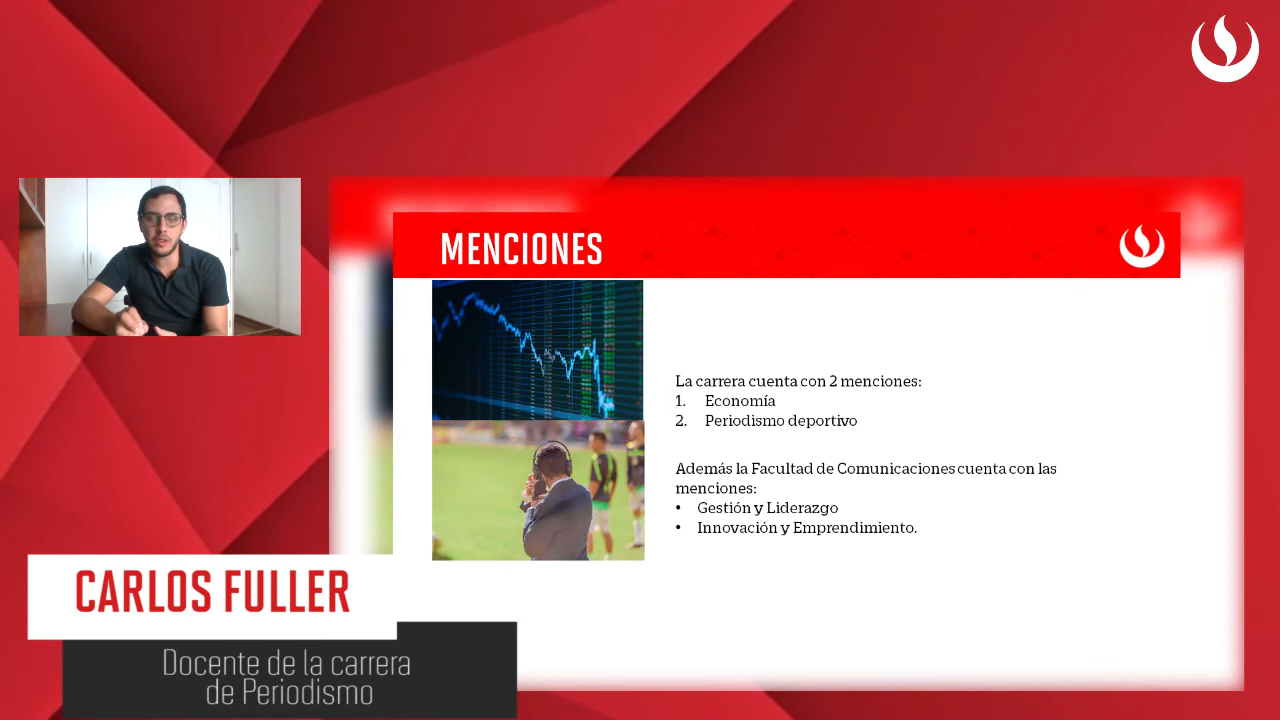 MENCIONES
La carrera cuenta con 2 menciones:
1. Economía
2. Periodismo deportivo
Además la Facultad de Comunicaciones cuenta con las
menciones:
• Gestión y Liderazgo
• Innovación y Emprendimiento.
CARLOS FULLER
Docente de la carrera
de Periodismo